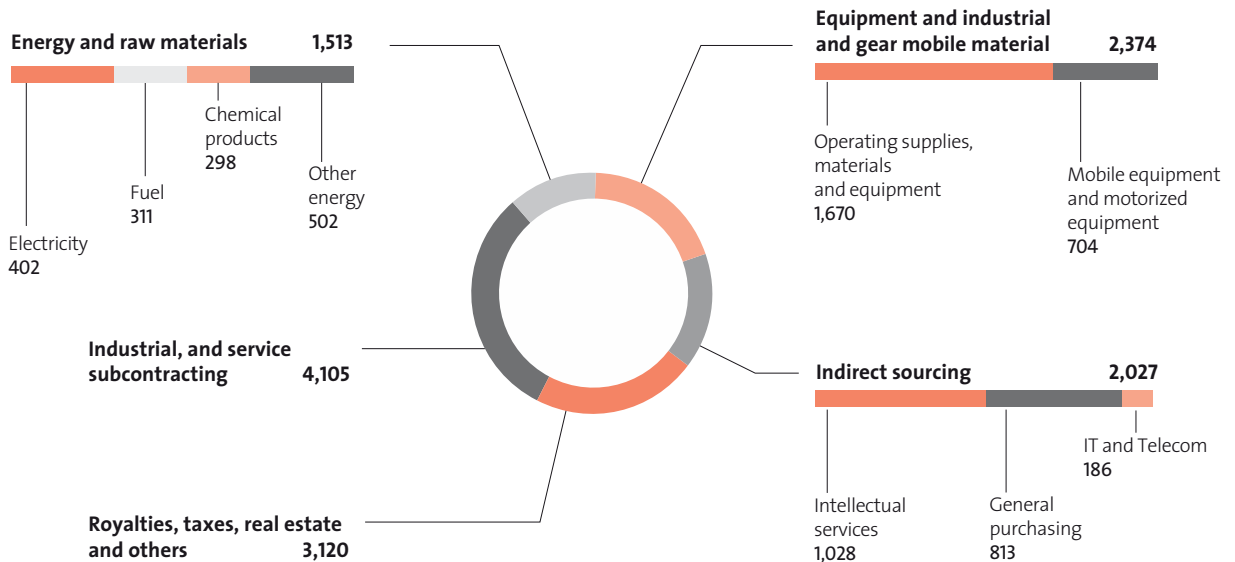 Energy and raw materials 1,513
Electricity
402
Fuel
311
Chemical
products
298
Other
energy
502
Equipment and industrial
and gear mobile material 2,374
Operating supplies,
materials
and equipment
1,670
Mobile equipment
and motorized
equipment
704
Industrial, and service
subcontracting 4,105
Indirect sourcing 2,027
Intellectual
services
1,028
General
purchasing
813
IT and Telecom
186
Royalties, taxes, real estate
and others 3,120